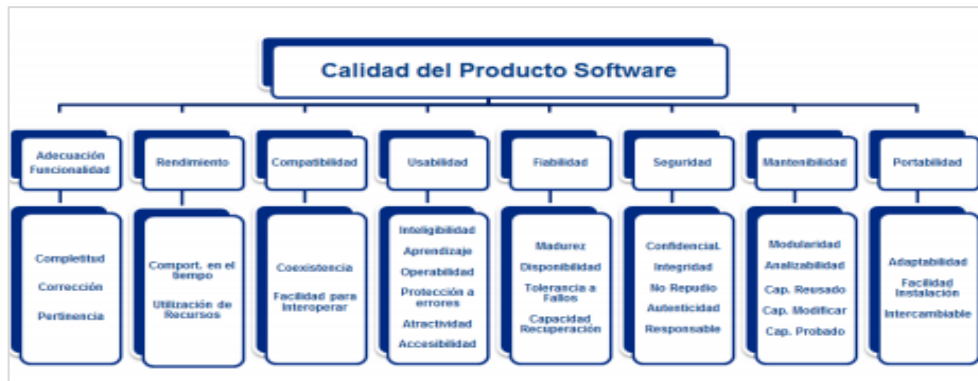 Calidad del Producto Software
Adecuación
Funcionalidad
Rendimiento
Compatibilidad
Usabilidad
Fiabilidad
Seguridad
Mantenibilidad
Portabilidad
Completitud
Corrección
Pertinencia
Comport. en el
tiempo
Utilización de
Recursos
Coexistencia
Facilidad para
Interoperar
Inteligibilidad
Aprendizaje
Operabilidad
Protección a
errores
Atractividad
Accesibilidad
Madurez
Disponibilidad
Tolerancia a
Fallos
Capacidad
Recuperación
Confidencial.
Integridad
No Repudio
Autenticidad
Responsable
Modularidad
Analizabilidad
Cap. Reusado
Cap. Modificar
Cap. Probado
Adaptabilidad
Facilidad
Instalación
Intercambiable